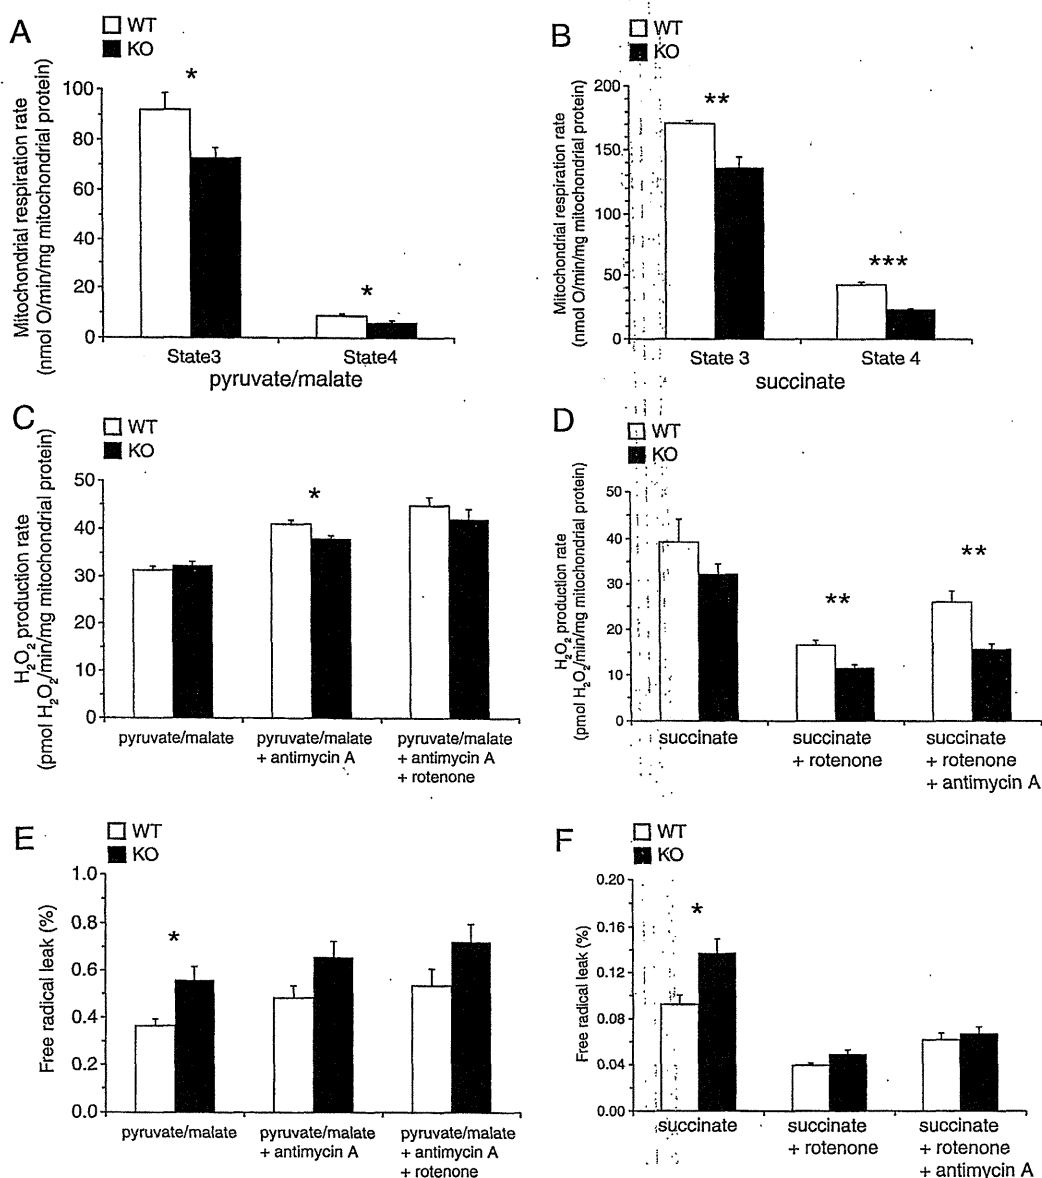 A
WT
KO
Mitochondrial respiration rate
(nmol O/min/mg mitochondrial protein)
100
80
60
40
20
0
*
*
State3
State4
pyruvate/malate
B
WT
KO
Mitochondrial respiration rate
(nmol O/min/mg mitochondrial protein)
200
150
100
50
0
**
***
State 3
State 4
succinate
C
WT
KO
H2O2 production rate
(pmol H2O2/min/mg mitochondrial protein)
50
40
30
20
10
0
*
pyruvate/malate
pyruvate/malate
+ antimycin A
pyruvate/malate
+ antimycin A
+ rotenone
D
WT
KO
H2O2 production rate
(pmol H2O2/min/mg mitochondrial protein)
50
40
30
20
10
0
**
**
succinate
succinate
+ rotenone
succinate
+ rotenone
+ antimycin A
E
WT
KO
Free radical leak (%)
1.0
0.8
0.6
0.4
0.2
0.0
*
pyruvate/malate
pyruvate/malate
+ antimycin A
pyruvate/malate
+ antimycin A
+ rotenone
F
WT
KO
Free radical leak (%)
0.20
0.16
0.12
0.08
0.04
0.00
*
succinate
succinate
+ rotenone
succinate
+ rotenone
+ antimycin A